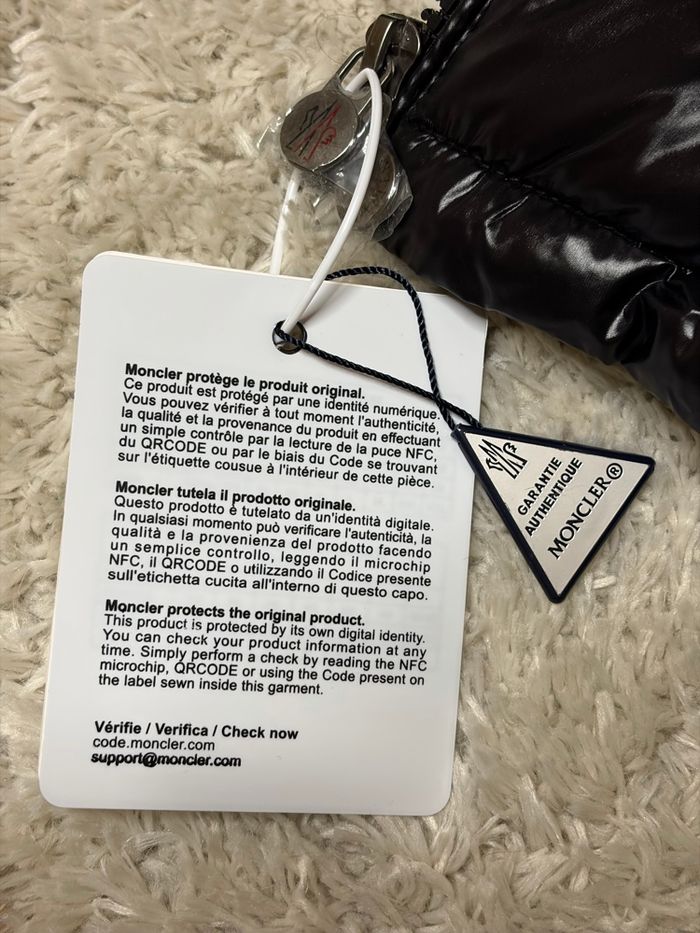 Moncler protège le produit original.
Ce produit est protégé par une identité numérique.
Vous pouvez vérifier à tout moment l'authenticité,
la qualité et la provenance du produit en effectuant
un simple contrôle par la lecture de la puce NFC,
du QRCODE ou par le biais du Code se trouvant
sur l'étiquette cousue à l'intérieur de cette pièce.
Moncler tutela il prodotto originale.
Questo prodotto è tutelato da un'identità digitale.
In qualsiasi momento può verificare l'autenticità, la
qualità e la provenienza del prodotto facendo
un semplice controllo, leggendo il microchip
NFC, il QRCODE o utilizzando il Codice presente
sull'etichetta cucita all'interno di questo capo.
Moncler protects the original product.
This product is protected by its own digital identity.
You can check your product information at any
time. Simply perform a check by reading the NFC
microchip, QRCODE or using the Code present on
the label sewn inside this garment.
Vérifie / Verifica / Check now
code.moncler.com
support@moncler.com
GARANTIE
AUTHENTIQUE
MONCLER®